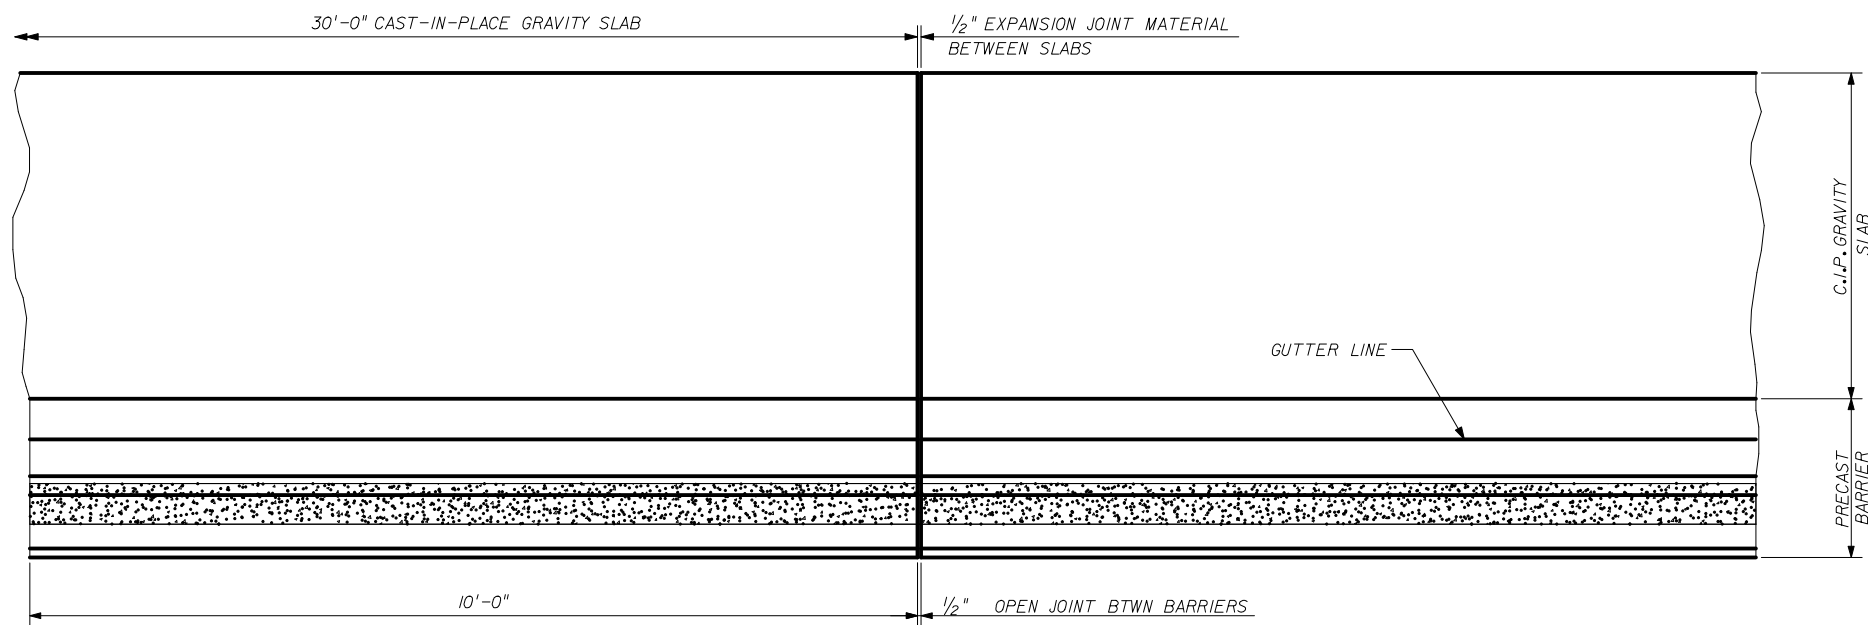 30'-0" CAST-IN-PLACE GRAVITY SLAB
1/2" EXPANSION JOINT MATERIAL
BETWEEN SLABS
C.I.P. GRAVITY
SLAB
GUTTER LINE
PRECAST
BARRIER
10'-0"
1/2" OPEN JOINT BTWN BARRIERS